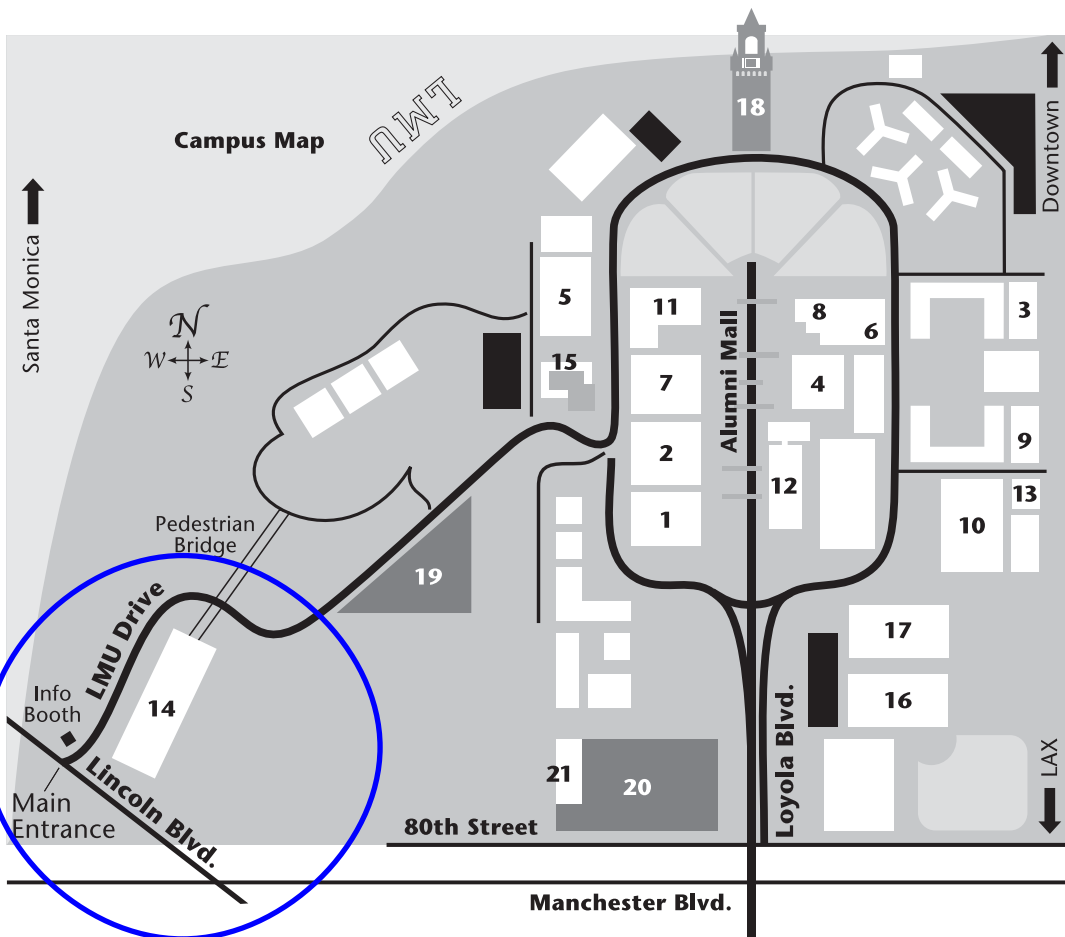 18
LMU
Campus Map
Downtown
Santa Monica
N
W
E
S
5
11
8
6
3
15
7
4
Alumni Mall
2
9
12
13
1
10
Pedestrian
Bridge
19
LMU Drive
17
Info
Booth
14
16
Loyola Blvd.
LAX
21
20
Lincoln Blvd.
Main
Entrance
80th Street
Manchester Blvd.